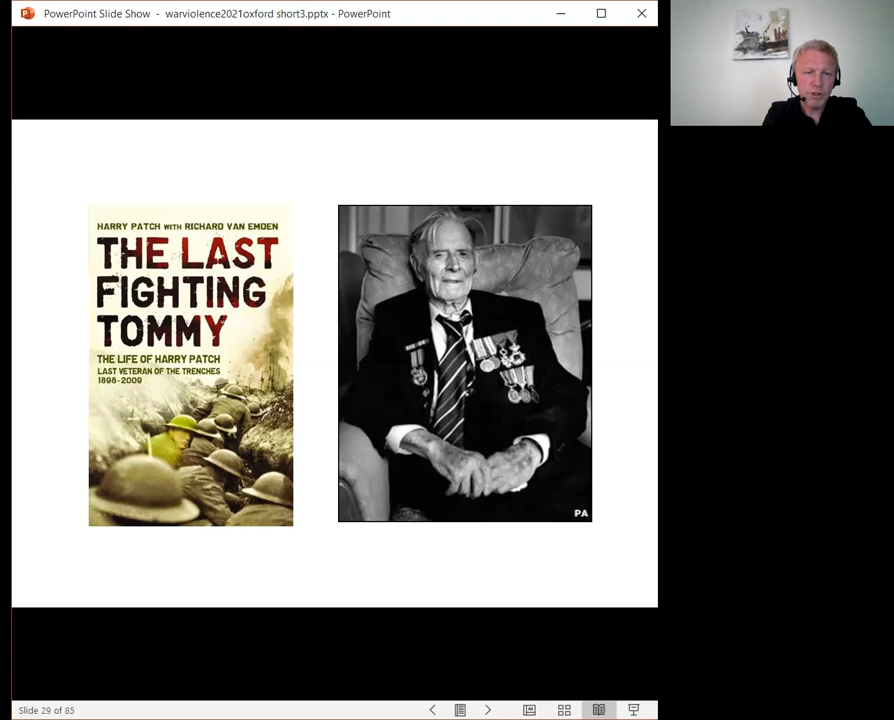 PowerPoint Slide Show - warviolence2021oxford short3.pptx - PowerPoint
HARRY PATCH WITH RICHARD VAN EMDEN
THE LAST
FIGHTING
TOMMY
THE LIFE OF HARRY PATCH
LAST VETERAN OF THE TRENCHES
1898-2009
PA
Slide 29 of 85